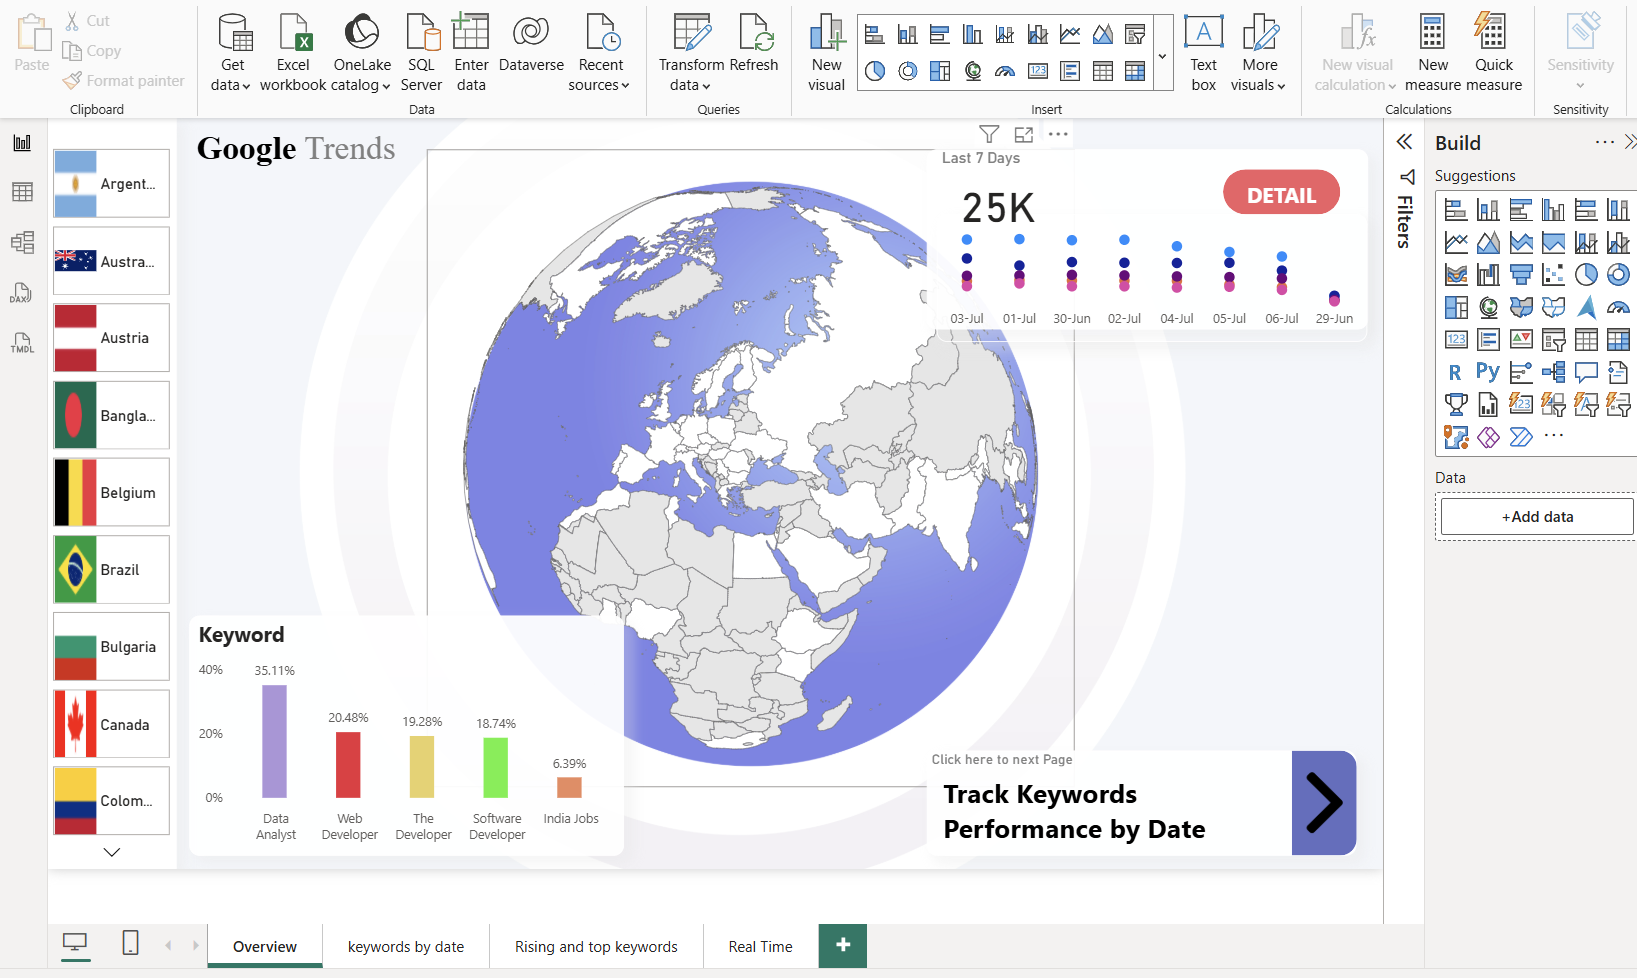 Paste
Cut
Copy
Format painter
Clipboard
Get data
Excel workbook
OneLake catalog
SQL Server
Enter data
Dataverse
Recent sources
Data
Transform data
Refresh
Queries
New visual
Text box
More visuals
Insert
New visual calculation
New measure
Quick measure
Calculations
Sensitivity
Sensitivity
DAX
TMDL
Argent...
Austra...
Austria
Bangla...
Belgium
Brazil
Bulgaria
Canada
Colom...
Google Trends
Last 7 Days
25K
DETAIL
03-Jul
01-Jul
30-Jun
02-Jul
04-Jul
05-Jul
06-Jul
29-Jun
Keyword
40%
20%
0%
35.11%
20.48%
19.28%
18.74%
6.39%
Data Analyst
Web Developer
The Developer
Software Developer
India Jobs
Click here to next Page
Track Keywords
Performance by Date
Filters
Build
Suggestions
123
R
Py
123
Data
+Add data
Overview
keywords by date
Rising and top keywords
Real Time